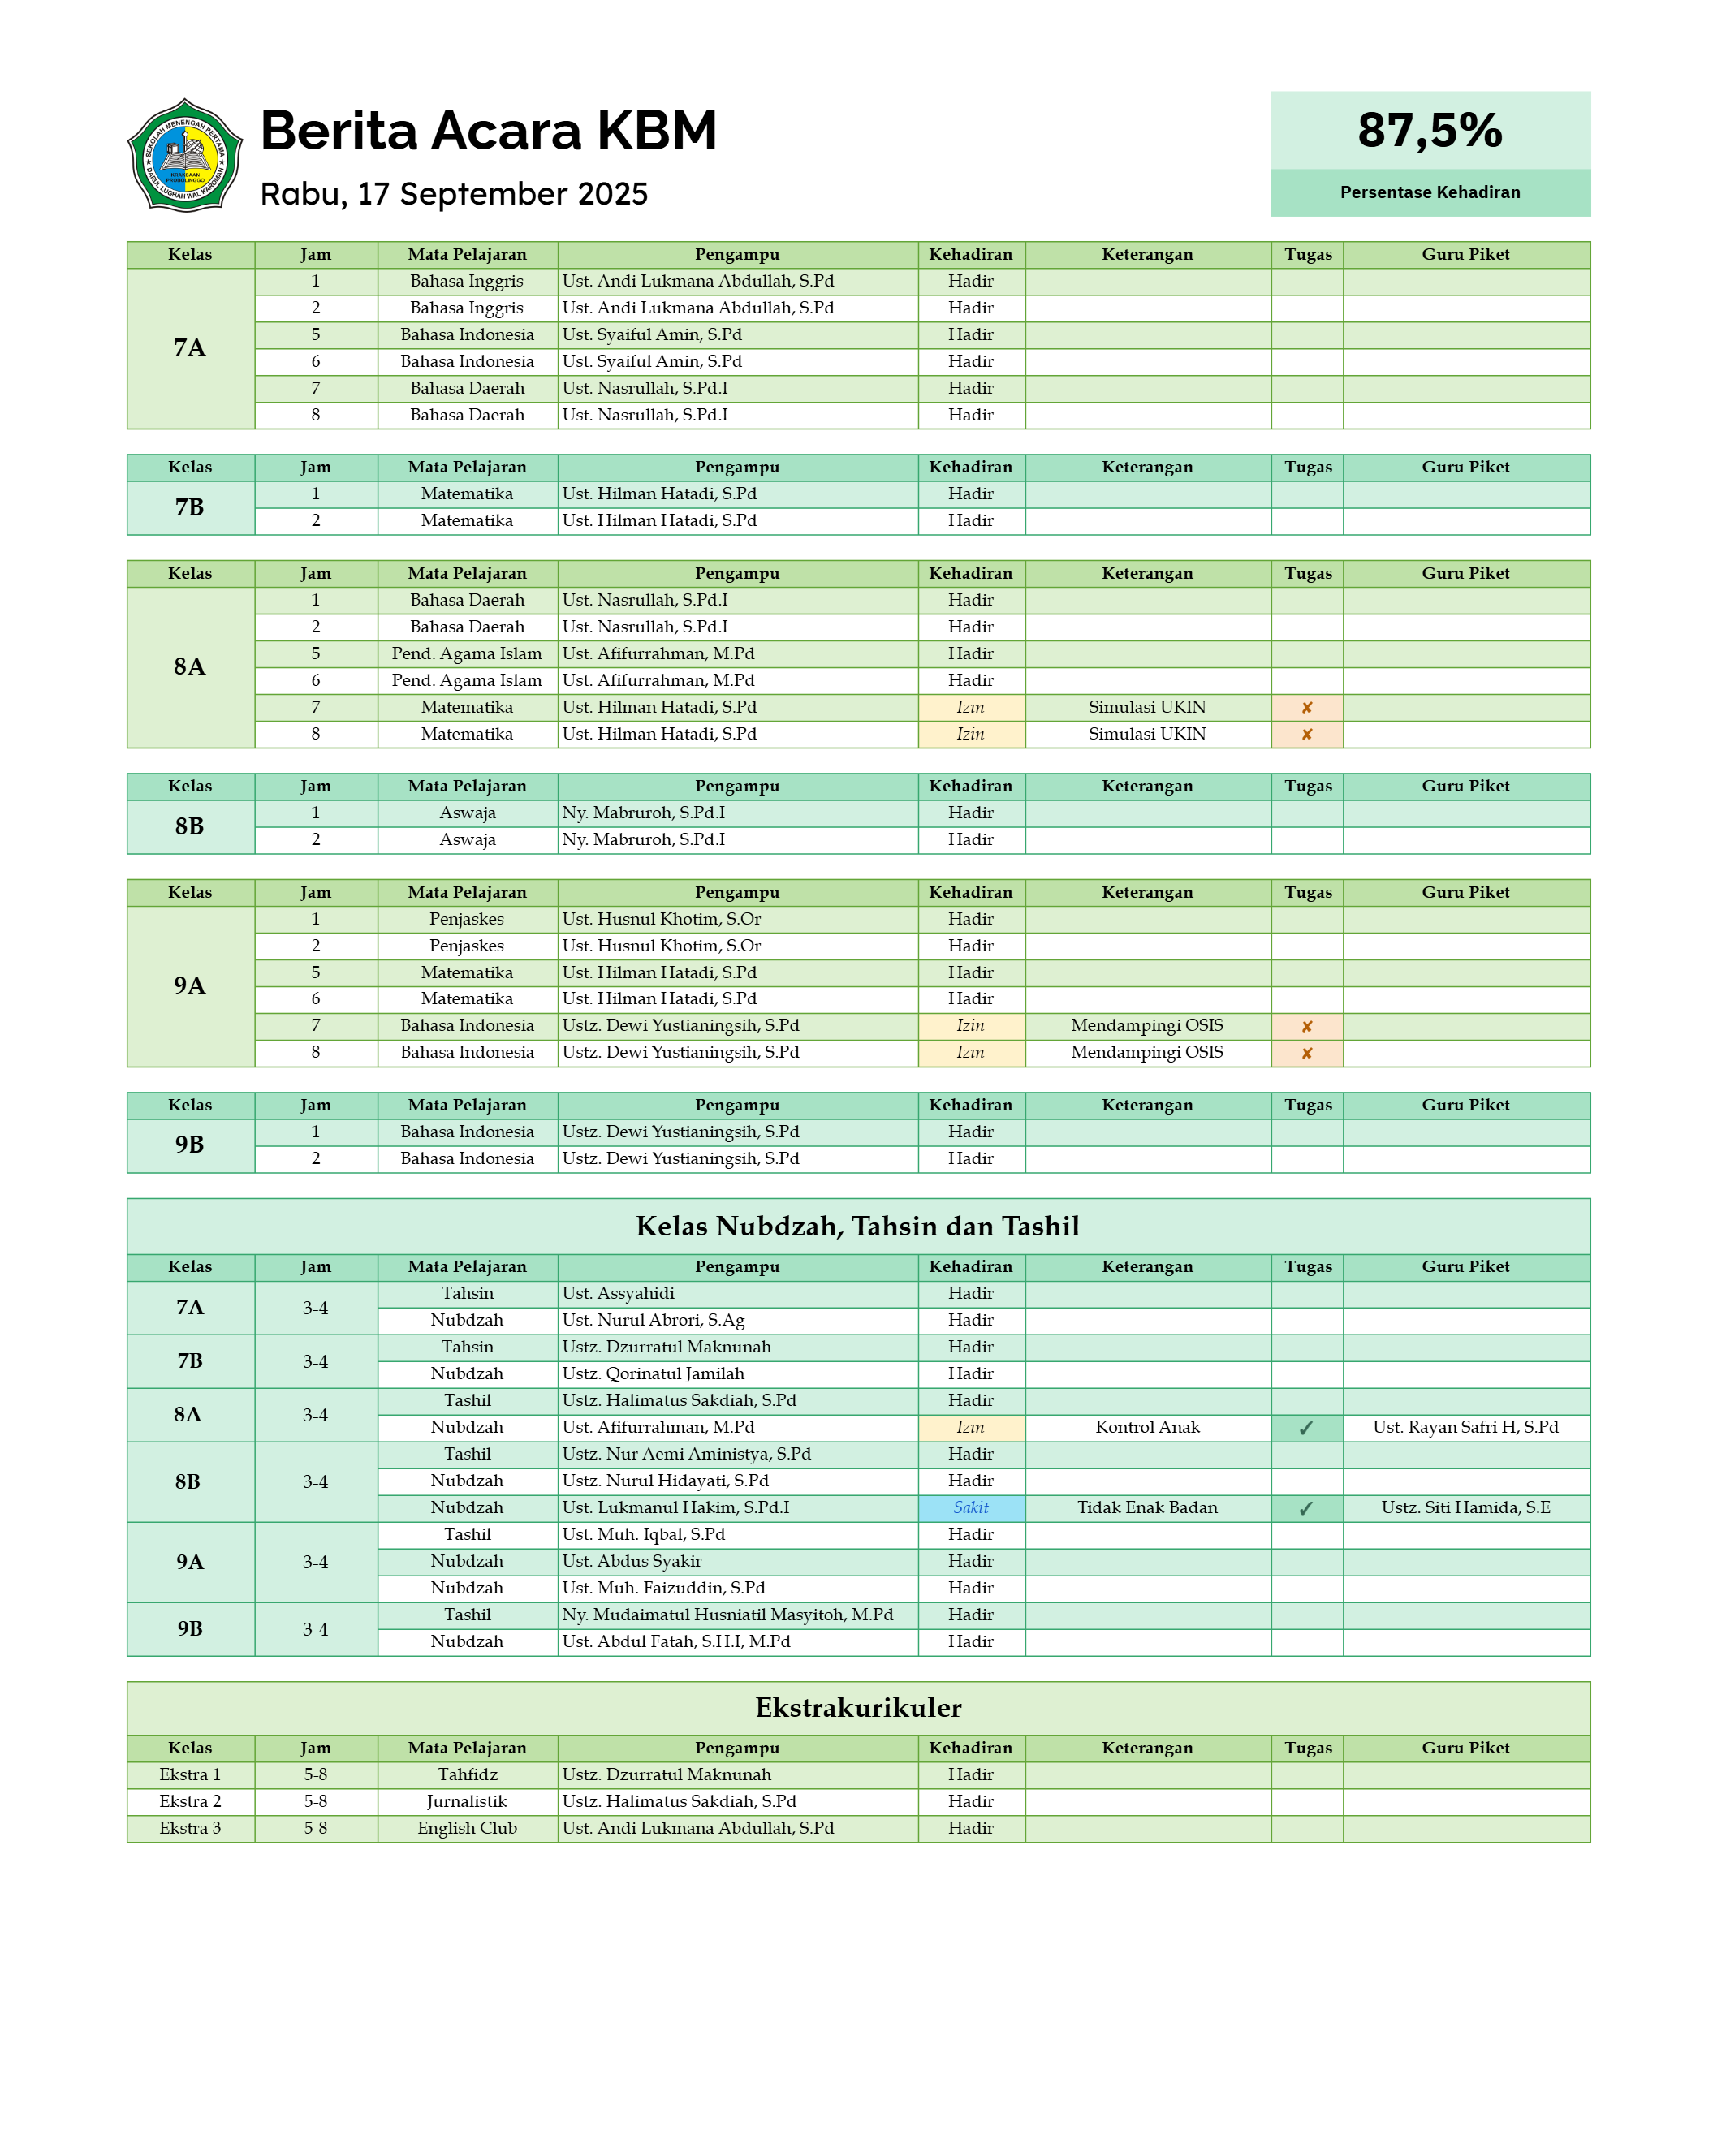 SEKOLAH MENENGAH PERTAMA
KRAKSAAN
PROBOLINGGO
DARUL LUGHAH WAL KAROMAH
Berita Acara KBM
Rabu, 17 September 2025
87,5%
Persentase Kehadiran
Kelas Jam Mata Pelajaran Pengampu Kehadiran Keterangan Tugas Guru Piket
7A
1 Bahasa Inggris Ust. Andi Lukmana Abdullah, S.Pd Hadir
2 Bahasa Inggris Ust. Andi Lukmana Abdullah, S.Pd Hadir
5 Bahasa Indonesia Ust. Syaiful Amin, S.Pd Hadir
6 Bahasa Indonesia Ust. Syaiful Amin, S.Pd Hadir
7 Bahasa Daerah Ust. Nasrullah, S.Pd.I Hadir
8 Bahasa Daerah Ust. Nasrullah, S.Pd.I Hadir
Kelas Jam Mata Pelajaran Pengampu Kehadiran Keterangan Tugas Guru Piket
7B
1 Matematika Ust. Hilman Hatadi, S.Pd Hadir
2 Matematika Ust. Hilman Hatadi, S.Pd Hadir
Kelas Jam Mata Pelajaran Pengampu Kehadiran Keterangan Tugas Guru Piket
8A
1 Bahasa Daerah Ust. Nasrullah, S.Pd.I Hadir
2 Bahasa Daerah Ust. Nasrullah, S.Pd.I Hadir
5 Pend. Agama Islam Ust. Afifurrahman, M.Pd Hadir
6 Pend. Agama Islam Ust. Afifurrahman, M.Pd Hadir
7 Matematika Ust. Hilman Hatadi, S.Pd Izin Simulasi UKIN ✘
8 Matematika Ust. Hilman Hatadi, S.Pd Izin Simulasi UKIN ✘
Kelas Jam Mata Pelajaran Pengampu Kehadiran Keterangan Tugas Guru Piket
8B
1 Aswaja Ny. Mabruroh, S.Pd.I Hadir
2 Aswaja Ny. Mabruroh, S.Pd.I Hadir
Kelas Jam Mata Pelajaran Pengampu Kehadiran Keterangan Tugas Guru Piket
9A
1 Penjaskes Ust. Husnul Khotim, S.Or Hadir
2 Penjaskes Ust. Husnul Khotim, S.Or Hadir
5 Matematika Ust. Hilman Hatadi, S.Pd Hadir
6 Matematika Ust. Hilman Hatadi, S.Pd Hadir
7 Bahasa Indonesia Ustz. Dewi Yustianingsih, S.Pd Izin Mendampingi OSIS ✘
8 Bahasa Indonesia Ustz. Dewi Yustianingsih, S.Pd Izin Mendampingi OSIS ✘
Kelas Jam Mata Pelajaran Pengampu Kehadiran Keterangan Tugas Guru Piket
9B
1 Bahasa Indonesia Ustz. Dewi Yustianingsih, S.Pd Hadir
2 Bahasa Indonesia Ustz. Dewi Yustianingsih, S.Pd Hadir
Kelas Nubdzah, Tahsin dan Tashil
Kelas Jam Mata Pelajaran Pengampu Kehadiran Keterangan Tugas Guru Piket
7A 3-4
Tahsin Ust. Assyahidi Hadir
Nubdzah Ust. Nurul Abrori, S.Ag Hadir
7B 3-4
Tahsin Ustz. Dzurratul Maknunah Hadir
Nubdzah Ustz. Qorinatul Jamilah Hadir
8A 3-4
Tashil Ustz. Halimatus Sakdiah, S.Pd Hadir
Nubdzah Ust. Afifurrahman, M.Pd Izin Kontrol Anak ✓ Ust. Rayan Safri H, S.Pd
8B 3-4
Tashil Ustz. Nur Aemi Aministya, S.Pd Hadir
Nubdzah Ustz. Nurul Hidayati, S.Pd Hadir
Nubdzah Ust. Lukmanul Hakim, S.Pd.I Sakit Tidak Enak Badan ✓ Ustz. Siti Hamida, S.E
9A 3-4
Tashil Ust. Muh. Iqbal, S.Pd Hadir
Nubdzah Ust. Abdus Syakir Hadir
Nubdzah Ust. Muh. Faizuddin, S.Pd Hadir
9B 3-4
Tashil Ny. Mudaimatul Husniatil Masyitoh, M.Pd Hadir
Nubdzah Ust. Abdul Fatah, S.H.I, M.Pd Hadir
Ekstrakurikuler
Kelas Jam Mata Pelajaran Pengampu Kehadiran Keterangan Tugas Guru Piket
Ekstra 1 5-8 Tahfidz Ustz. Dzurratul Maknunah Hadir
Ekstra 2 5-8 Jurnalistik Ustz. Halimatus Sakdiah, S.Pd Hadir
Ekstra 3 5-8 English Club Ust. Andi Lukmana Abdullah, S.Pd Hadir